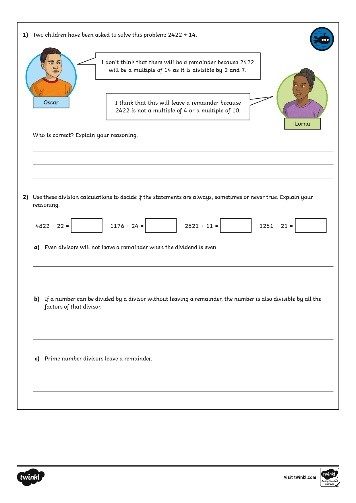 1) Two children have been asked to solve this problem: 2422 ÷ 14.
I don't think that there will be a remainder because 2422
will be a multiple of 14 as it is divisible by 2 and 7.
Oscar
I think that this will leave a remainder because
2422 is not a multiple of 4 or a multiple of 10.
Lorna
Who is correct? Explain your reasoning.
2) Use these division calculations to decide if the statements are always, sometimes or never true. Explain your
reasoning.
÷ 22 = 1176 ÷ 24 = 2621 ÷ 11 = ÷ 21 =
a) Even divisors will not leave a remainder when the dividend is even.
b) If a number can be divided by a divisor without leaving a remainder, the number is also divisible by all the
factors of that divisor.
c) Prime number divisors leave a remainder.
twinkl
visit twinkl.com
twinkl